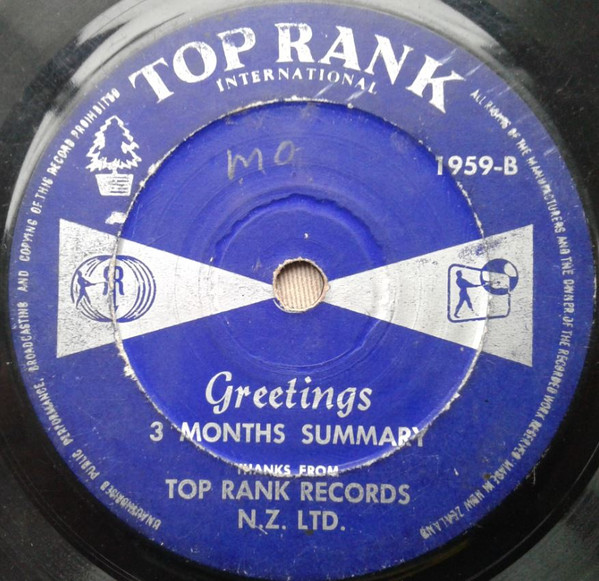 TOP RANK
INTERNATIONAL
UNAUTHORISED PUBLIC PERFORMANCE, BROADCASTING AND COPYING OF THIS RECORD PROHIBITED
ALL RIGHTS OF THE MANUFACTURERS AND THE OWNER OF THE RECORDED WORK RESERVED MADE IN NEW ZEALAND
mo
1959-B
R
Greetings
3 MONTHS SUMMARY
THANKS FROM
TOP RANK RECORDS
N.Z. LTD.